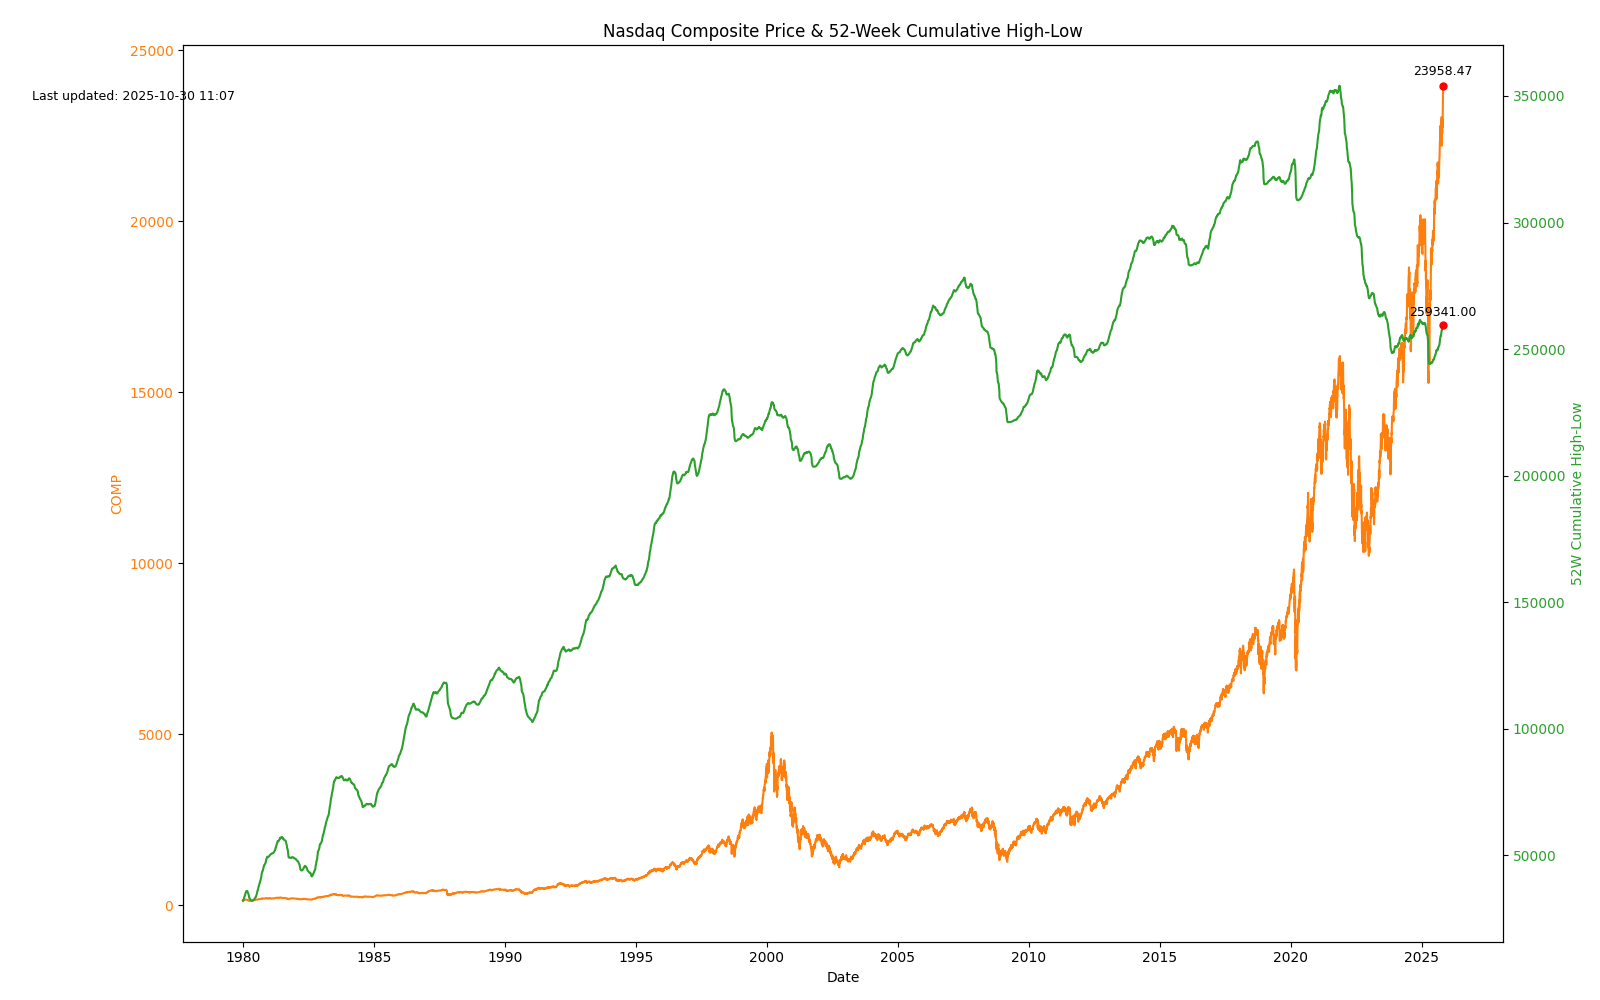 Nasdaq Composite Price & 52-Week Cumulative High-Low
25000
23958.47
Last updated: 2025-10-30 11:07
350000
20000
300000
259341.00
250000
15000
COMP
52W Cumulative High-Low
200000
10000
150000
5000
100000
50000
0
1980 1985 1990 1995 2000 2005 2010 2015 2020 2025
Date